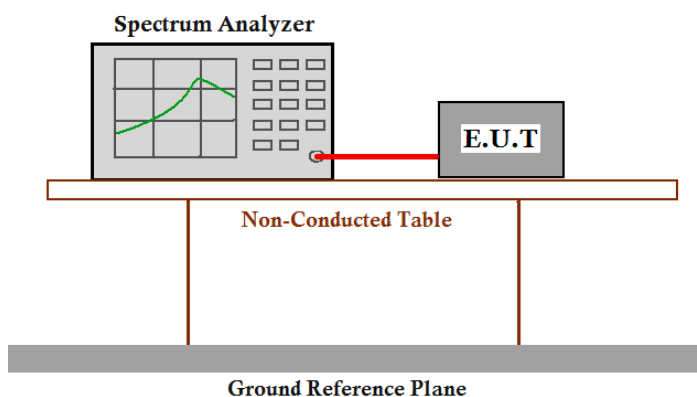 Spectrum Analyzer
E.U.T
Non-Conducted Table
Ground Reference Plane